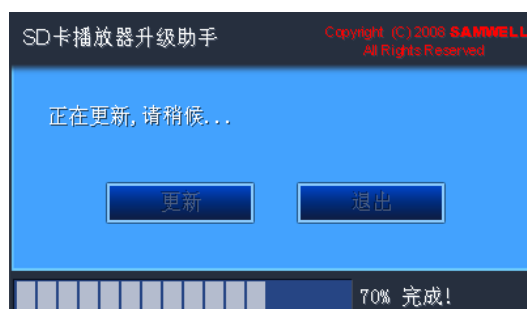 SD卡播放器升级助手
Copyright (C) 2008 SAMWELL
All Rights Reserved
正在更新,请稍候...
更新
退出
70% 完成!